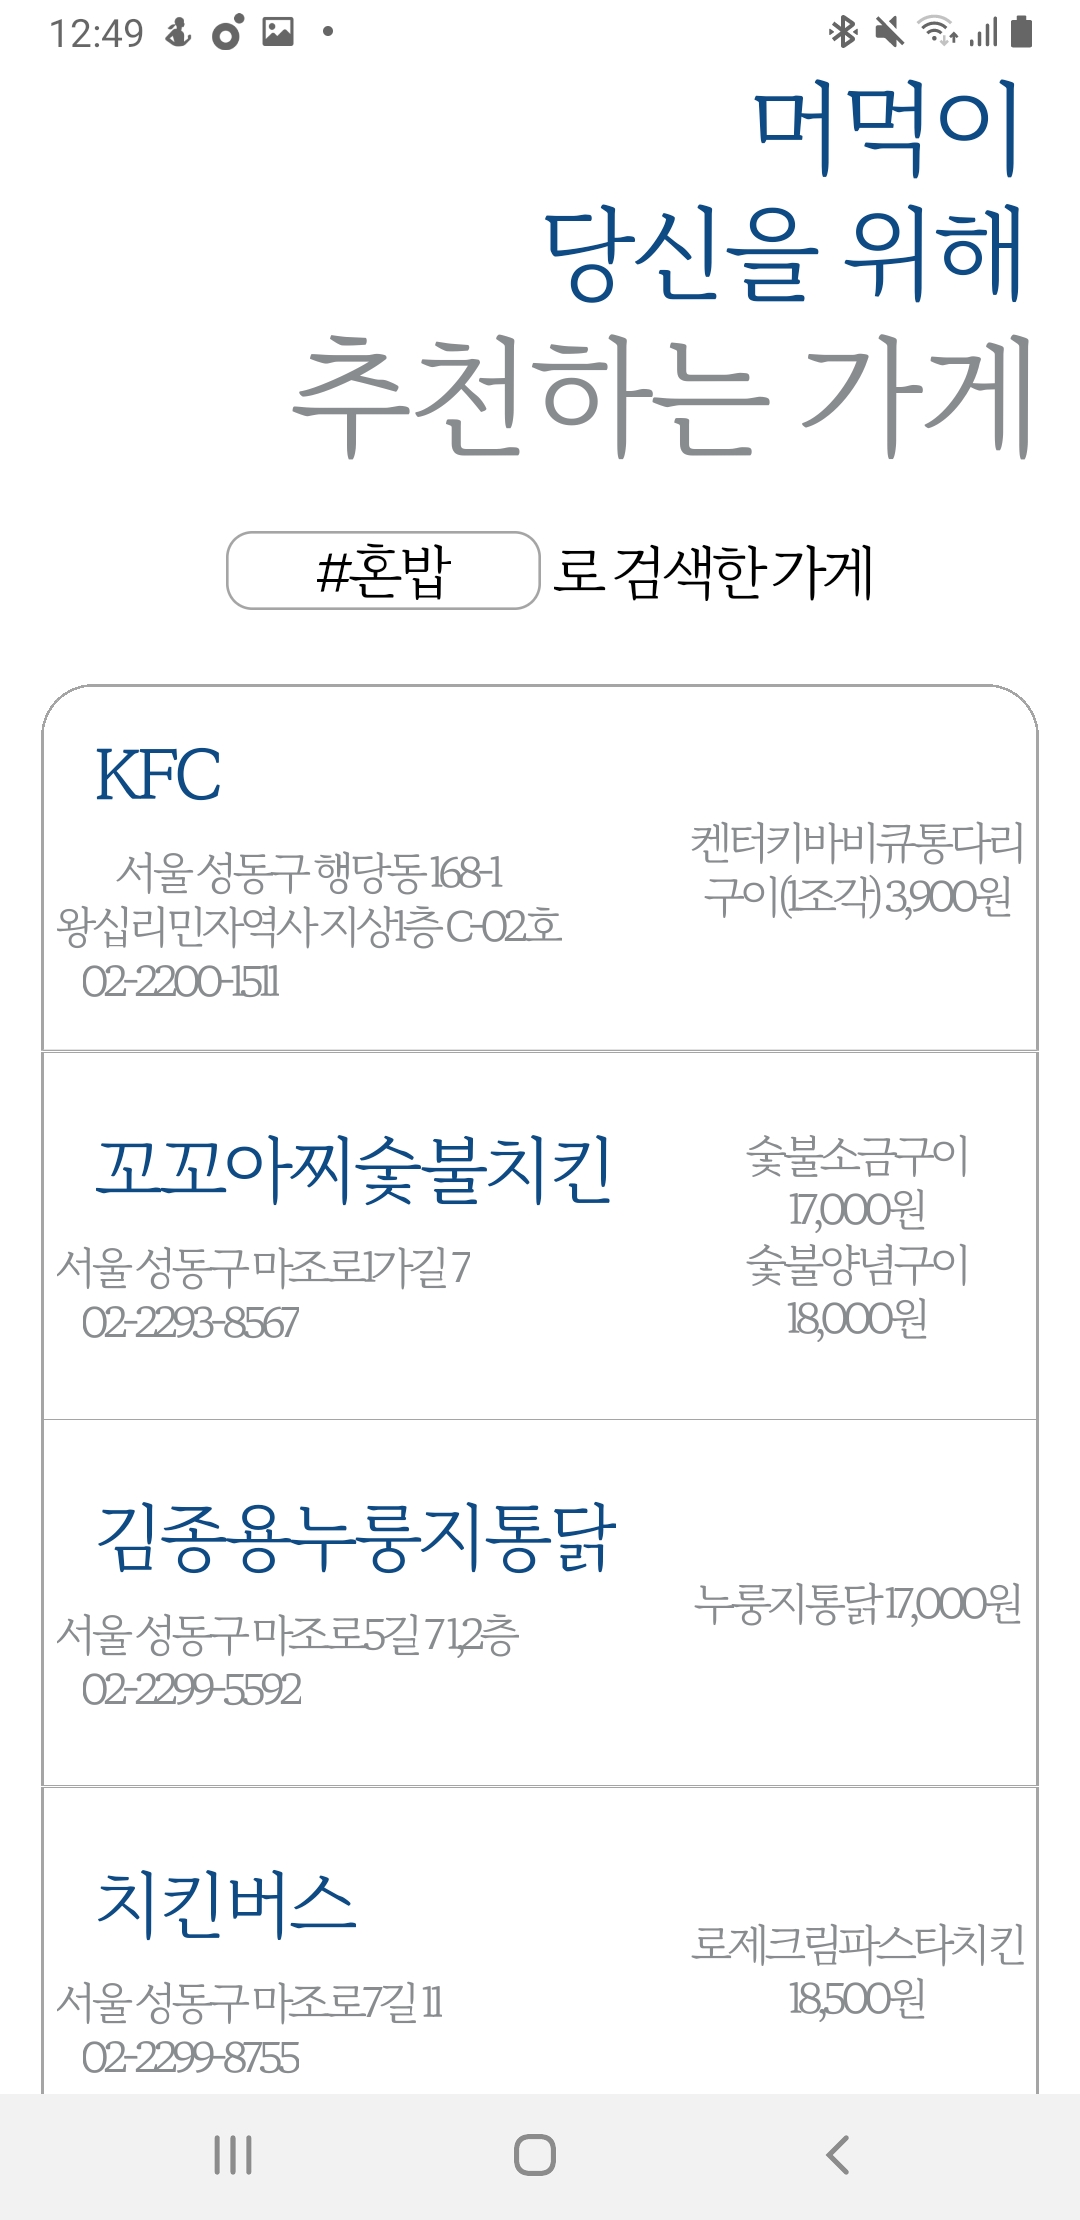 12:49
머먹이
당신을 위해
추천하는 가게
#혼밥 로 검색한 가게
KFC
서울 성동구 행당동 168-1
왕십리민자역사 지상1층 C-02호
02-2200-1511
켄터키바비큐통다리
구이(1조각) 3,900원
꼬꼬아찌숯불치킨
서울 성동구 마조로1가길 7
02-2293-8567
숯불소금구이
17,000원
숯불양념구이
18,000원
김종용누룽지통닭
서울 성동구 마조로5길 7 1,2층
02-2299-5592
누룽지통닭 17,000원
치킨버스
서울 성동구 마조로7길 11
02-2299-8755
로제크림파스타치킨
18,500원